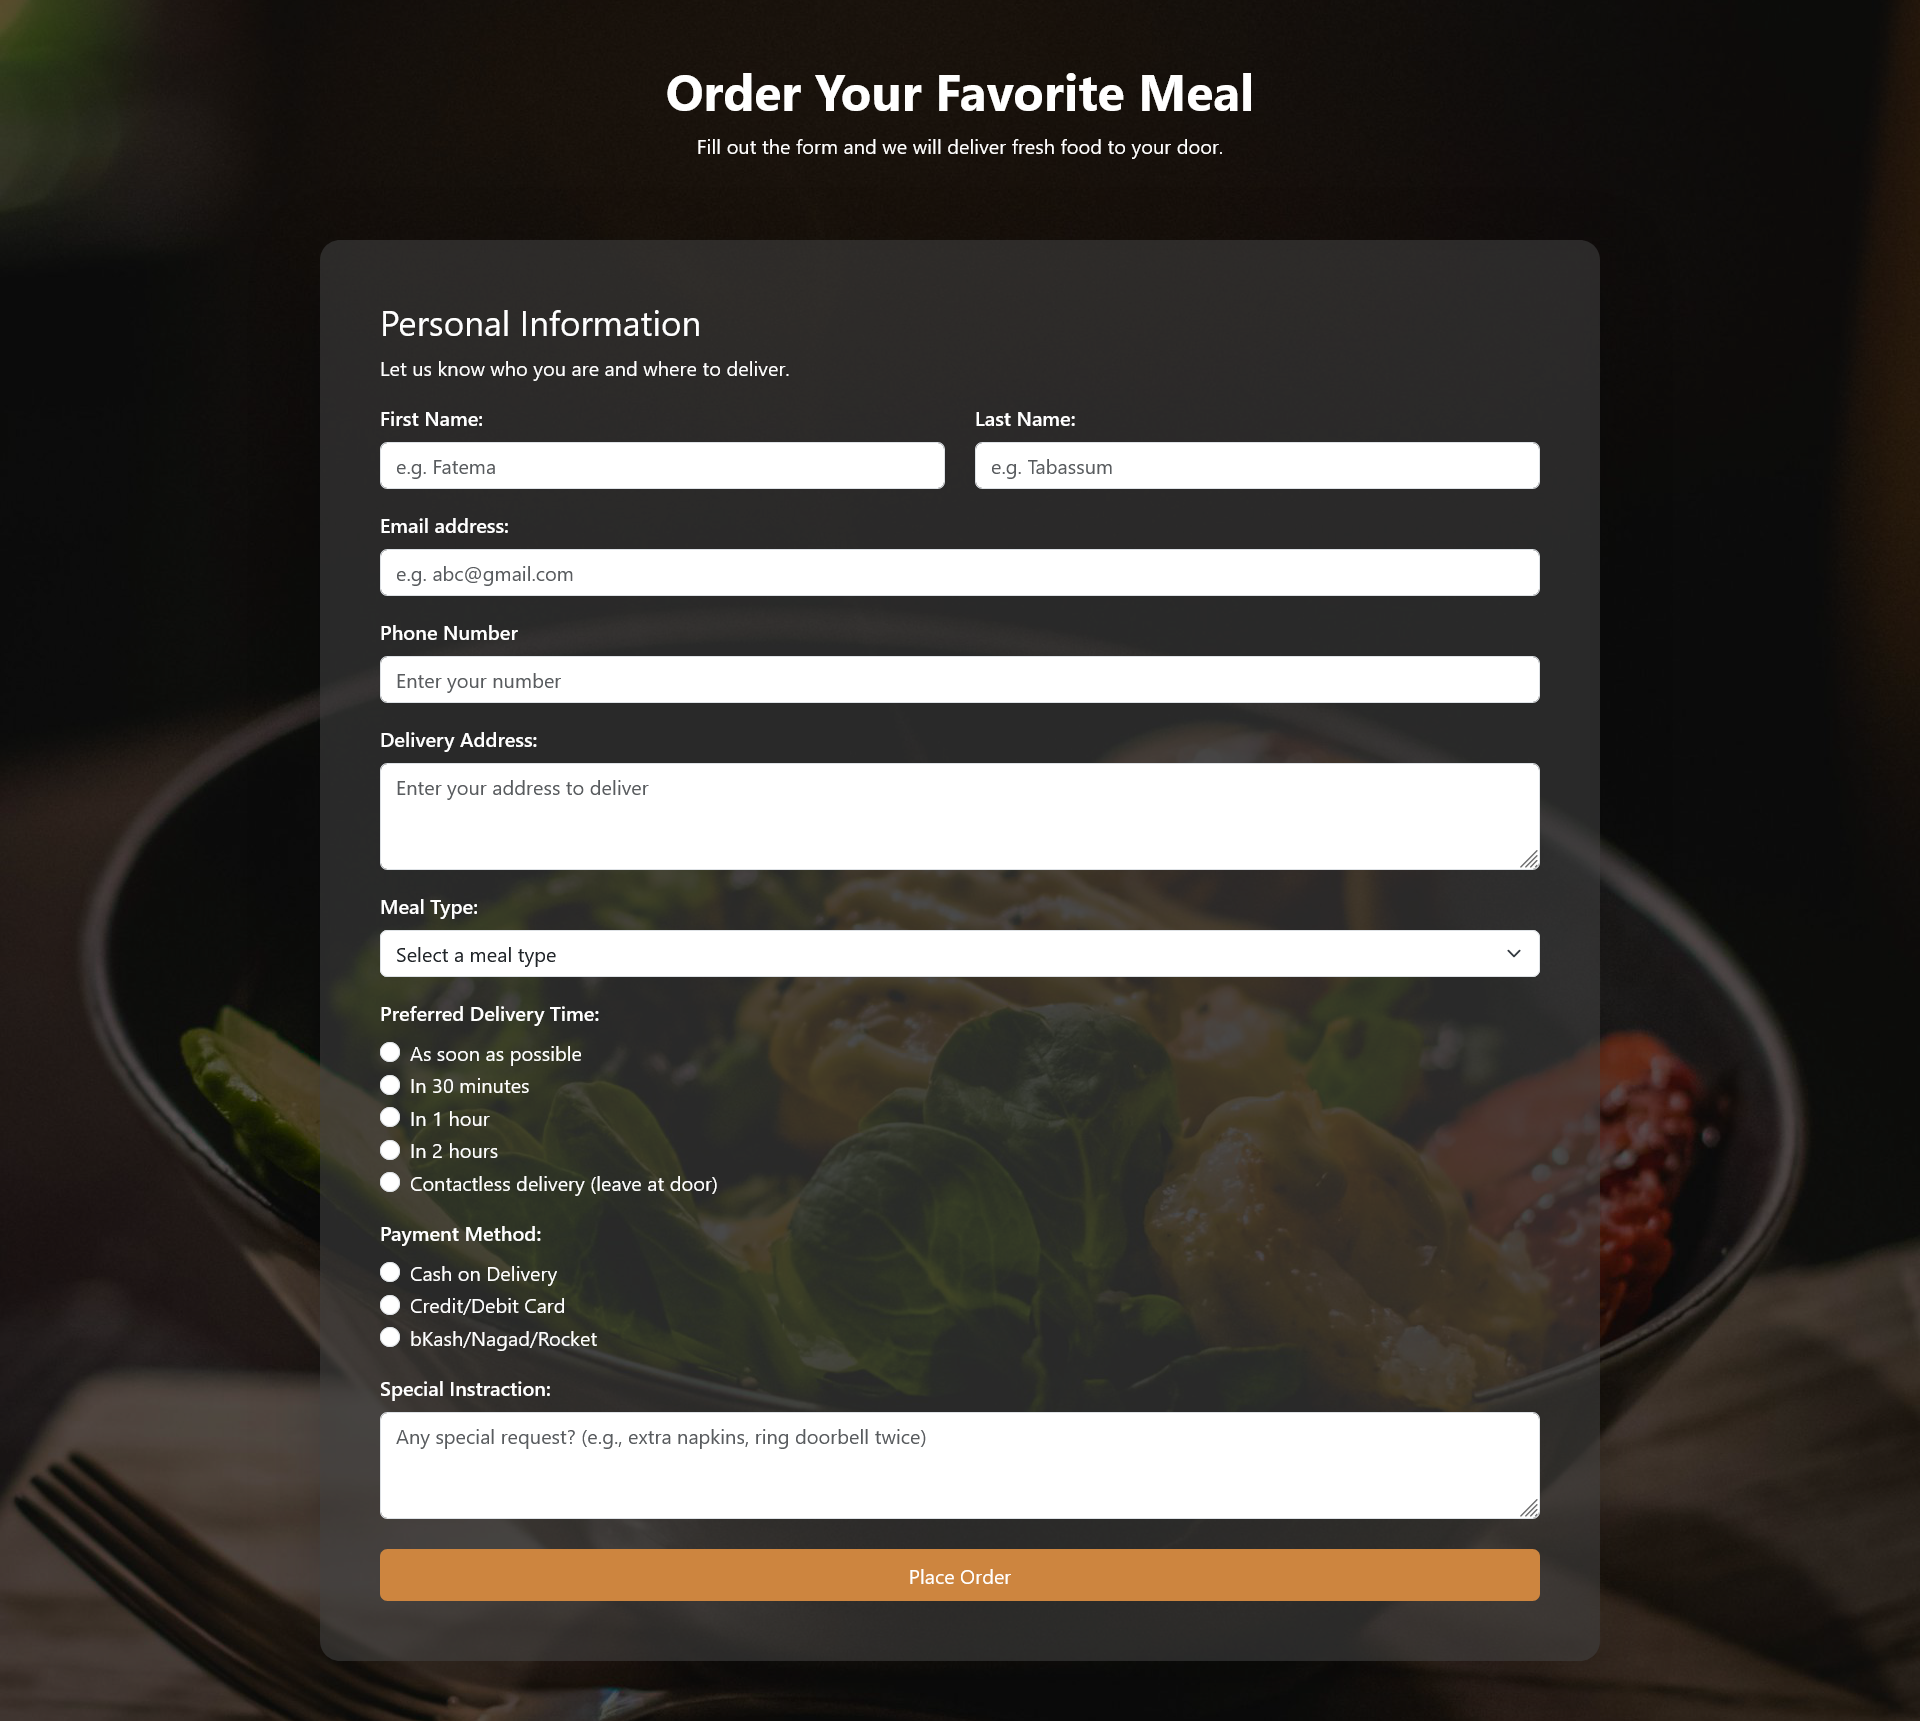 Order Your Favorite Meal
Fill out the form and we will deliver fresh food to your door.
Personal Information
Let us know who you are and where to deliver.
First Name:
Last Name:
e.g. Fatema
e.g. Tabassum
Email address:
e.g. abc@gmail.com
Phone Number
Enter your number
Delivery Address:
Enter your address to deliver
Meal Type:
Select a meal type
Preferred Delivery Time:
As soon as possible
In 30 minutes
In 1 hour
In 2 hours
Contactless delivery (leave at door)
Payment Method:
Cash on Delivery
Credit/Debit Card
bKash/Nagad/Rocket
Special Instraction:
Any special request? (e.g., extra napkins, ring doorbell twice)
Place Order